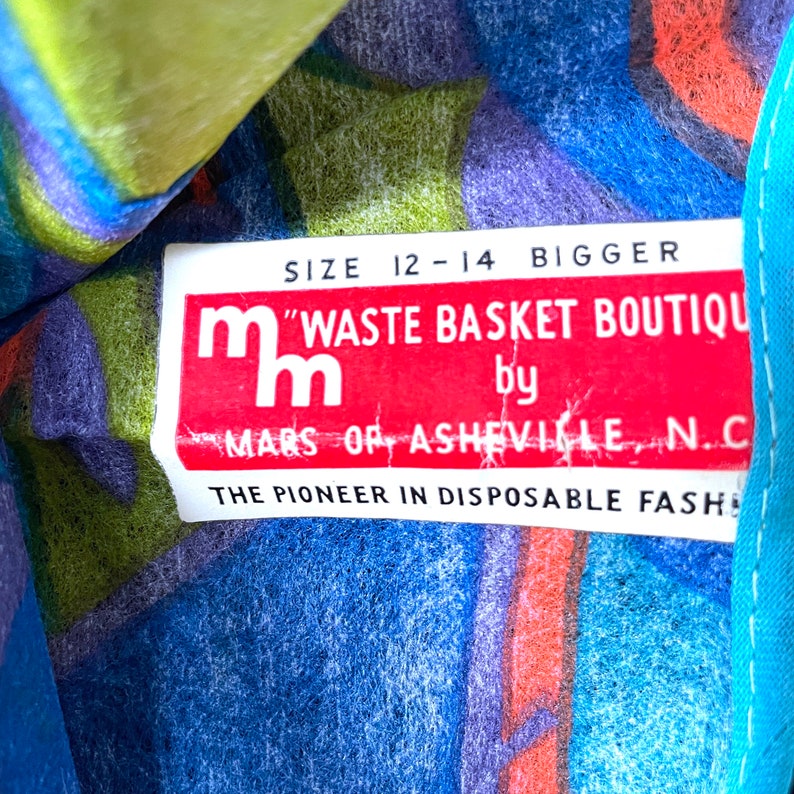 SIZE 12-14 BIGGER
mm
"WASTE BASKET BOUTIQU
by
MARS OF ASHEVILLE, N.C
THE PIONEER IN DISPOSABLE FASH